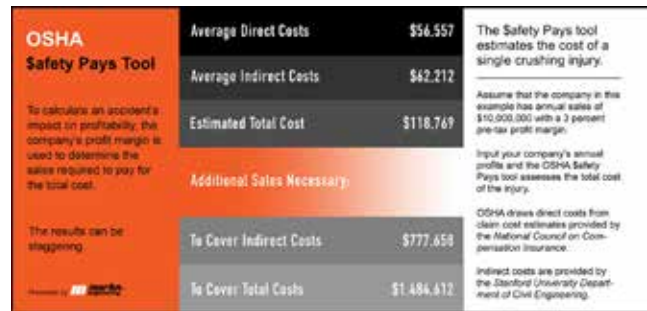 OSHA
$afety Pays Tool
To calculate an accident's
impact on profitability, the
company's profit margin is
used to determine the
sales required to pay for
the total cost.
The results can be
staggering.
Average Direct Costs $56,557
Average Indirect Costs $62,212
Estimated Total Cost $118,769
Additional Sales Necessary:
To Cover Indirect Costs $777,658
To Cover Total Costs $1,484,612
The $afety Pays tool
estimates the cost of a
single crushing injury.
Assume that the company in this
example has annual sales of
$10,000,000 with a 3 percent
pre-tax profit margin.
Input your company's annual
profits and the OSHA $afety
Pays tool assesses the total cost
of the injury.
OSHA draws direct costs from
claim cost estimates provided by
the National Council on Com-
pensation Insurance.
Indirect costs are provided by
the Stanford University Depart-
ment of Civil Engineering.